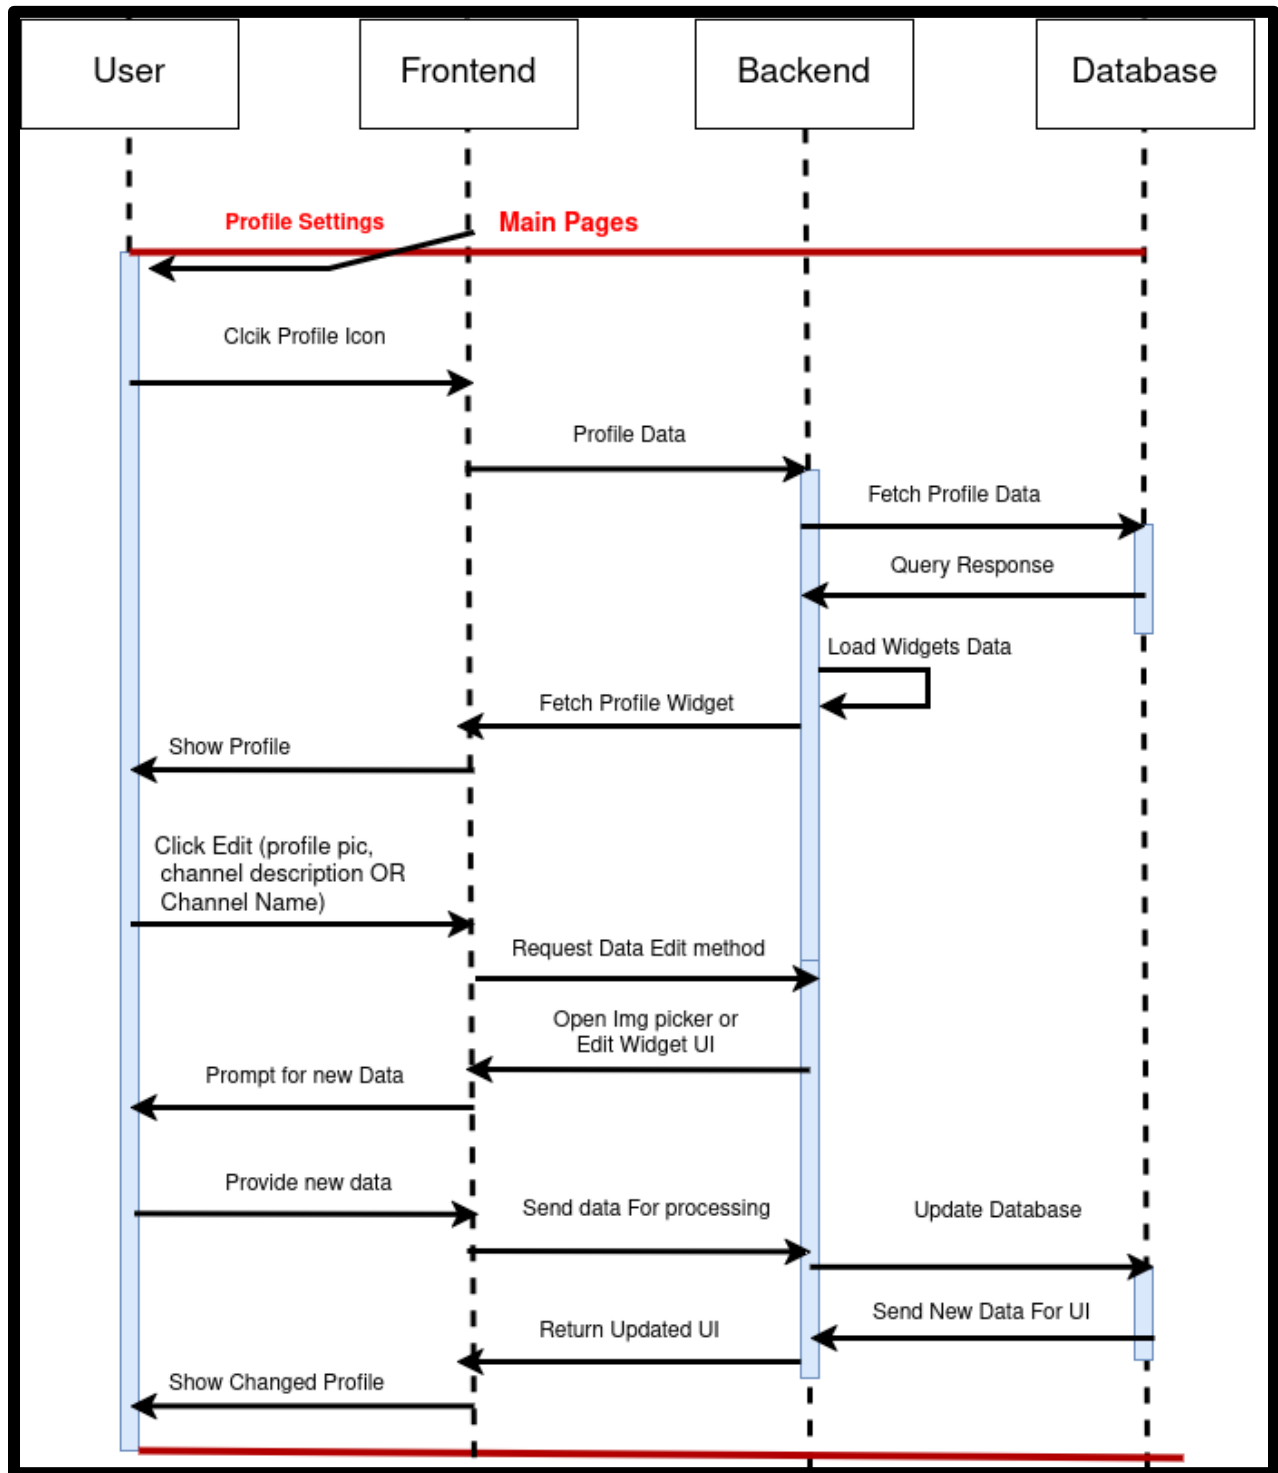 User
Frontend
Backend
Database
Profile Settings
Main Pages
Clcik Profile Icon
Profile Data
Fetch Profile Data
Query Response
Load Widgets Data
Fetch Profile Widget
Show Profile
Click Edit (profile pic,
channel description OR
Channel Name)
Request Data Edit method
Open Img picker or
Edit Widget UI
Prompt for new Data
Provide new data
Send data For processing
Update Database
Send New Data For UI
Return Updated UI
Show Changed Profile